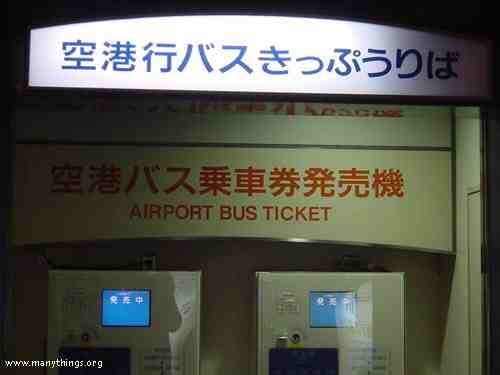 空港行バスきっぷうりば
空港バス乗車券発売機
AIRPORT BUS TICKET
発売中
発売中
www.manythings.org